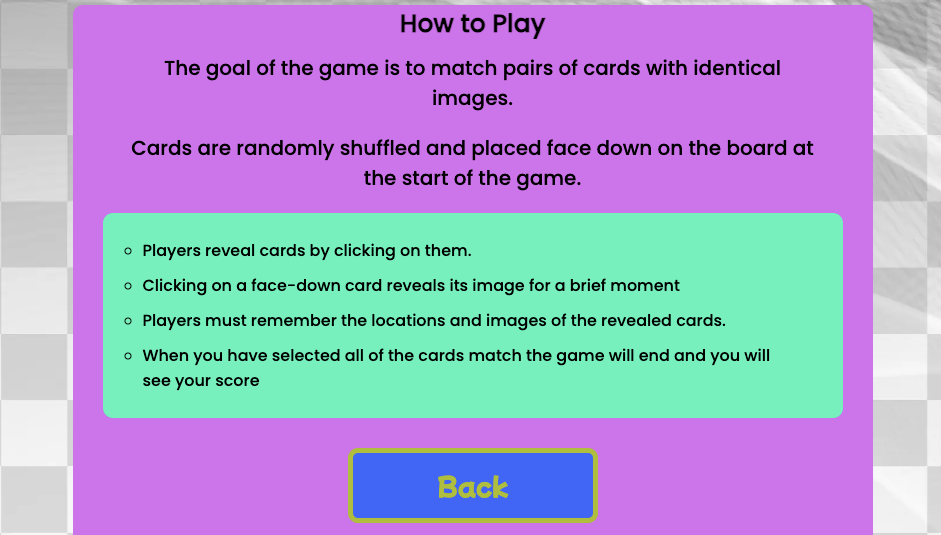 How to Play
The goal of the game is to match pairs of cards with identical
images.
Cards are randomly shuffled and placed face down on the board at
the start of the game.
Players reveal cards by clicking on them.
Clicking on a face-down card reveals its image for a brief moment
Players must remember the locations and images of the revealed cards.
When you have selected all of the cards match the game will end and you will
see your score
Back